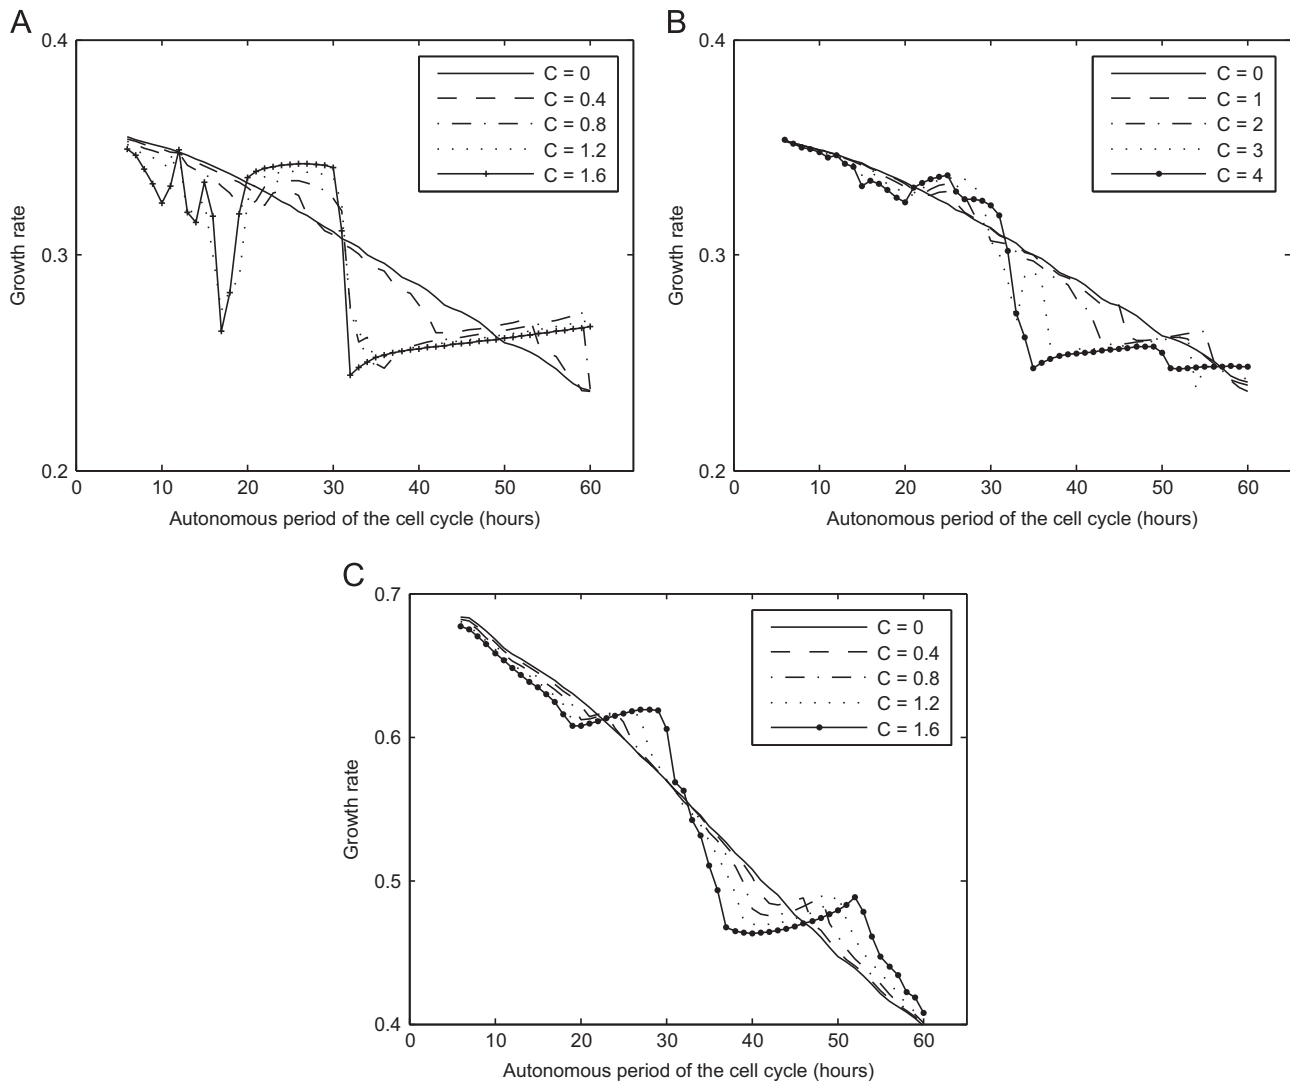 A
0.4
0.3
0.2
Growth rate
C = 0
C = 0.4
C = 0.8
C = 1.2
C = 1.6
0 10 20 30 40 50 60
Autonomous period of the cell cycle (hours)
B
0.4
0.3
0.2
Growth rate
C = 0
C = 1
C = 2
C = 3
C = 4
0 10 20 30 40 50 60
Autonomous period of the cell cycle (hours)
C
0.7
0.6
0.5
0.4
Growth rate
C = 0
C = 0.4
C = 0.8
C = 1.2
C = 1.6
0 10 20 30 40 50 60
Autonomous period of the cell cycle (hours)